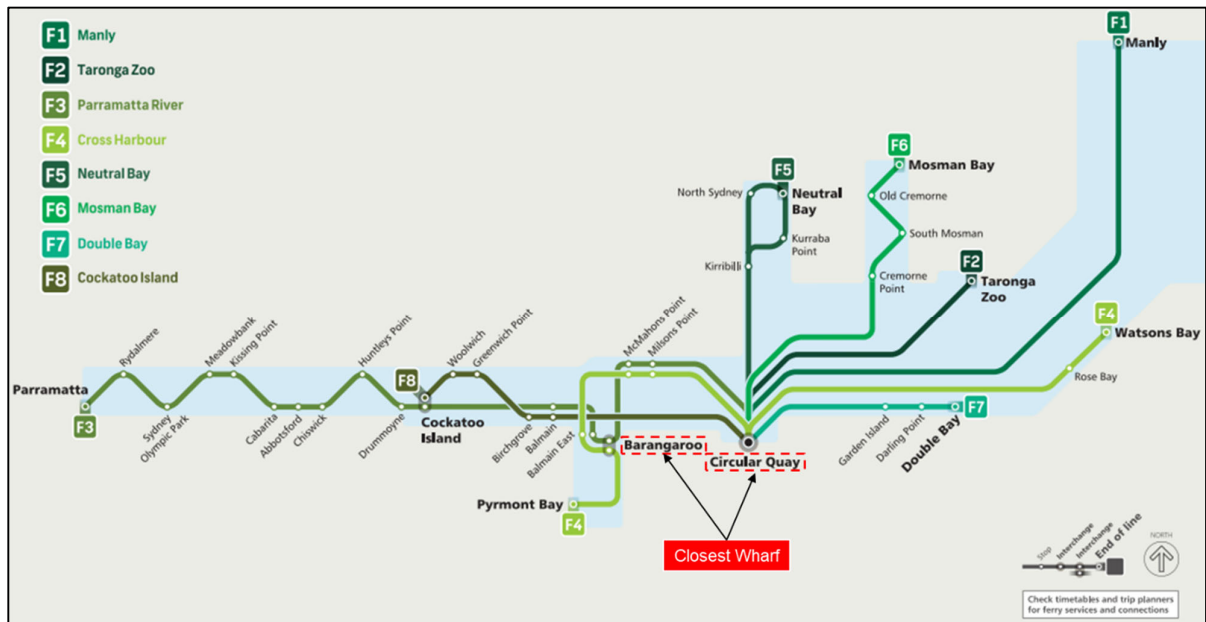 F1 Manly
F2 Taronga Zoo
F3 Parramatta River
F4 Cross Harbour
F5 Neutral Bay
F6 Mosman Bay
F7 Double Bay
F8 Cockatoo Island
F1
Manly
F6
Mosman Bay
Old Cremorne
South Mosman
Cremorne
Point
F5
North Sydney
Neutral
Bay
Kurraba
Point
Kirribilli
F2
Taronga
Zoo
F4
Watsons Bay
Rose Bay
Parramatta
F3
Rydalmere
Sydney
Olympic Park
Meadowbank
Kissing Point
Cabarita
Abbotsford
Chiswick
Huntleys Point
Drummoyne
F8
Cockatoo
Island
Woolwich
Greenwich Point
Birchgrove
Balmain
Balmain East
McMahons Point
Milsons Point
Barangaroo
Circular Quay
Pyrmont Bay
F4
Garden Island
Darling Point
Double Bay
F7
Closest Wharf
Stop
Interchange
Interchange
End of line
NORTH
Check timetables and trip planners
for ferry services and connections